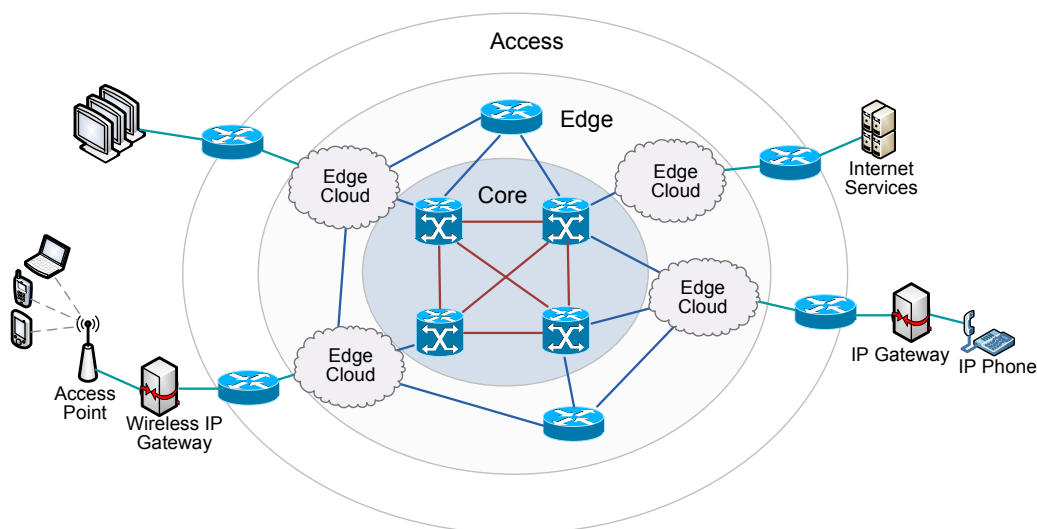 Access
Edge
Core
Edge
Cloud
Edge
Cloud
Internet
Services
Edge
Cloud
Edge
Cloud
IP Gateway
IP Phone
Access
Point
Wireless IP
Gateway